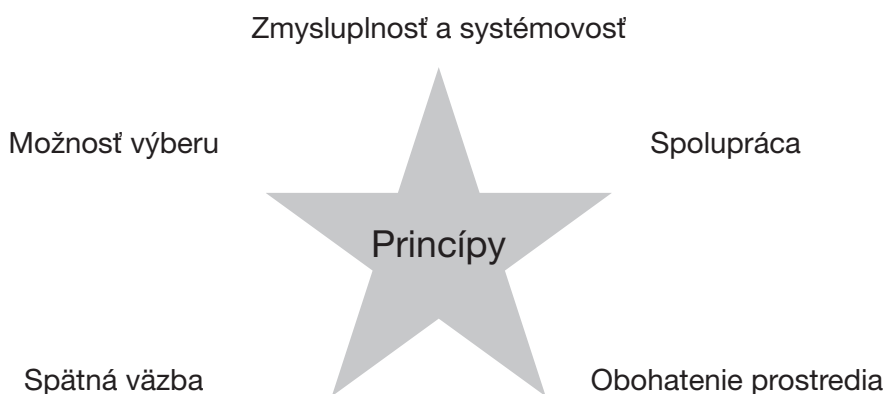 Zmysluplnosť a systémovosť
Možnosť výberu
Spolupráca
Princípy
Spätná väzba
Obohatenie prostredia